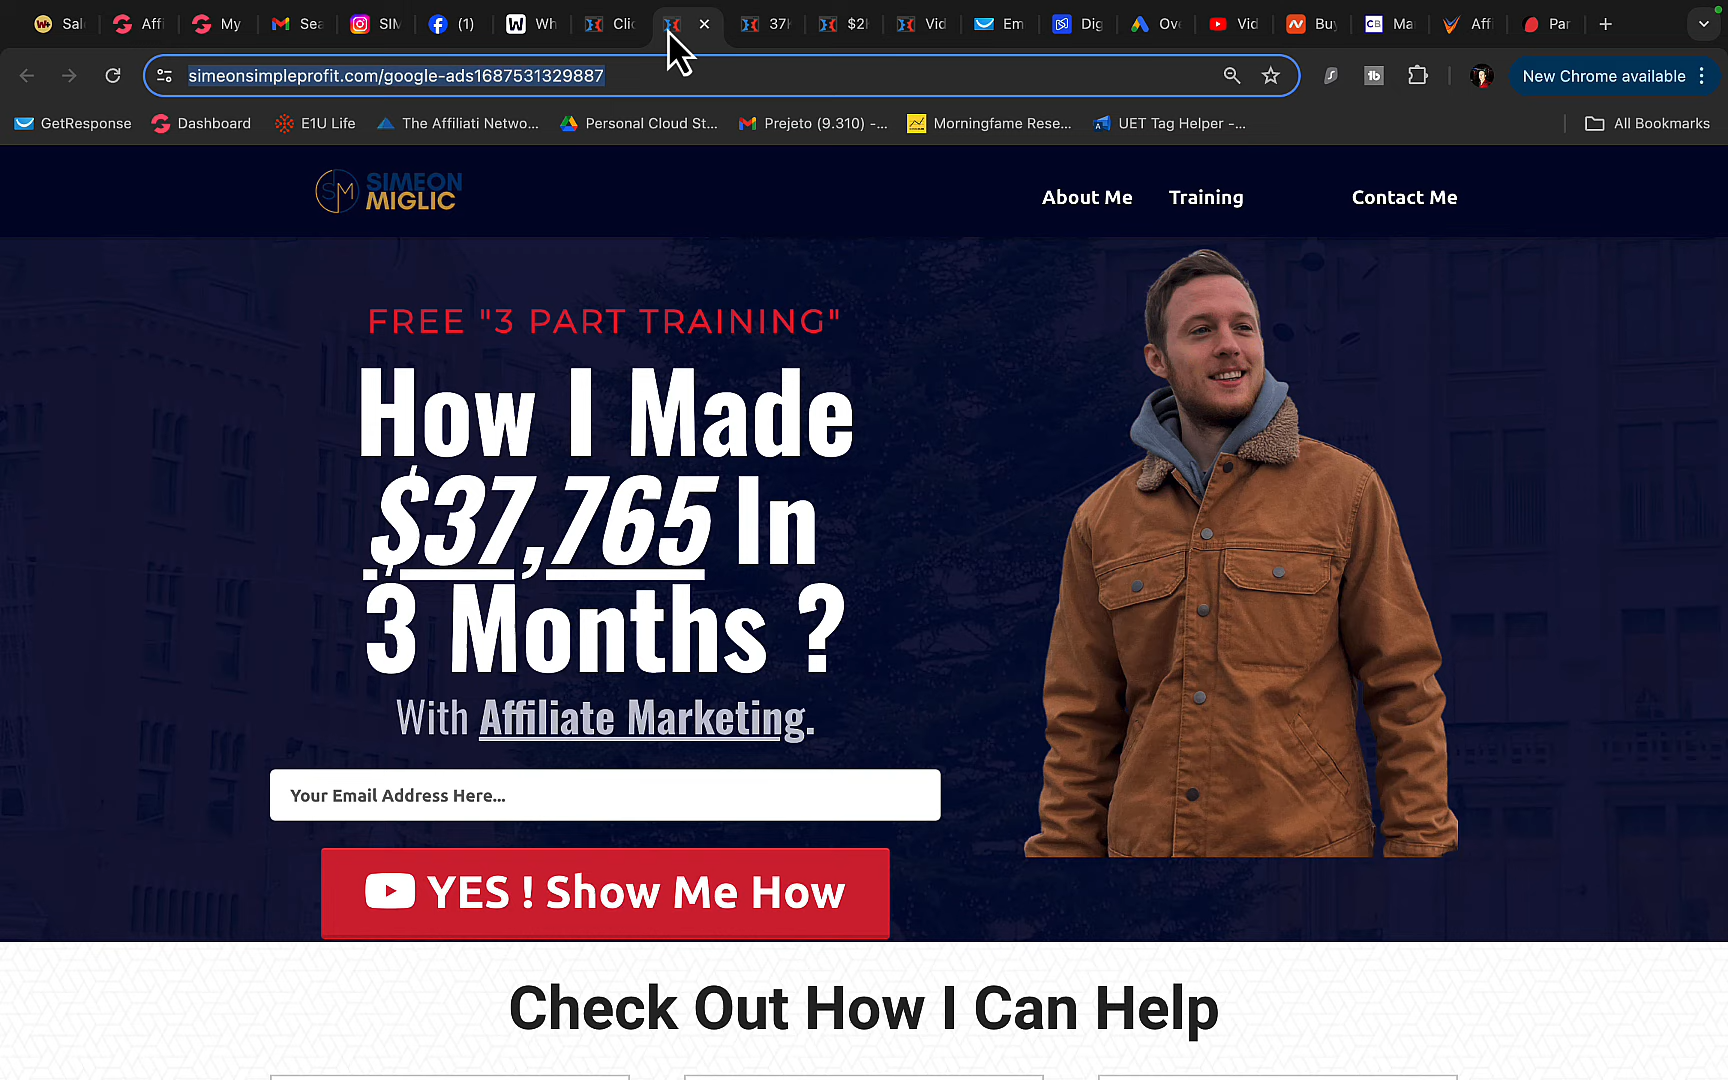 Sal
Affi
My
Sea
SIM
(1)
Wh
Clic
37k
$2k
Vid
Em
Dig
Ove
Vid
Buy
Mar
Affi
Par
simeonsimpleprofit.com/google-ads1687531329887
New Chrome available
GetResponse
Dashboard
E1U Life
The Affiliati Netwo...
Personal Cloud St...
Prejeto (9.310) -...
Morningfame Rese...
UET Tag Helper -...
All Bookmarks
SM SIMEON
MIGLIC
About Me
Training
Contact Me
FREE "3 PART TRAINING"
How I Made
$37,765 In
3 Months ?
With Affiliate Marketing.
Your Email Address Here...
YES ! Show Me How
Check Out How I Can Help